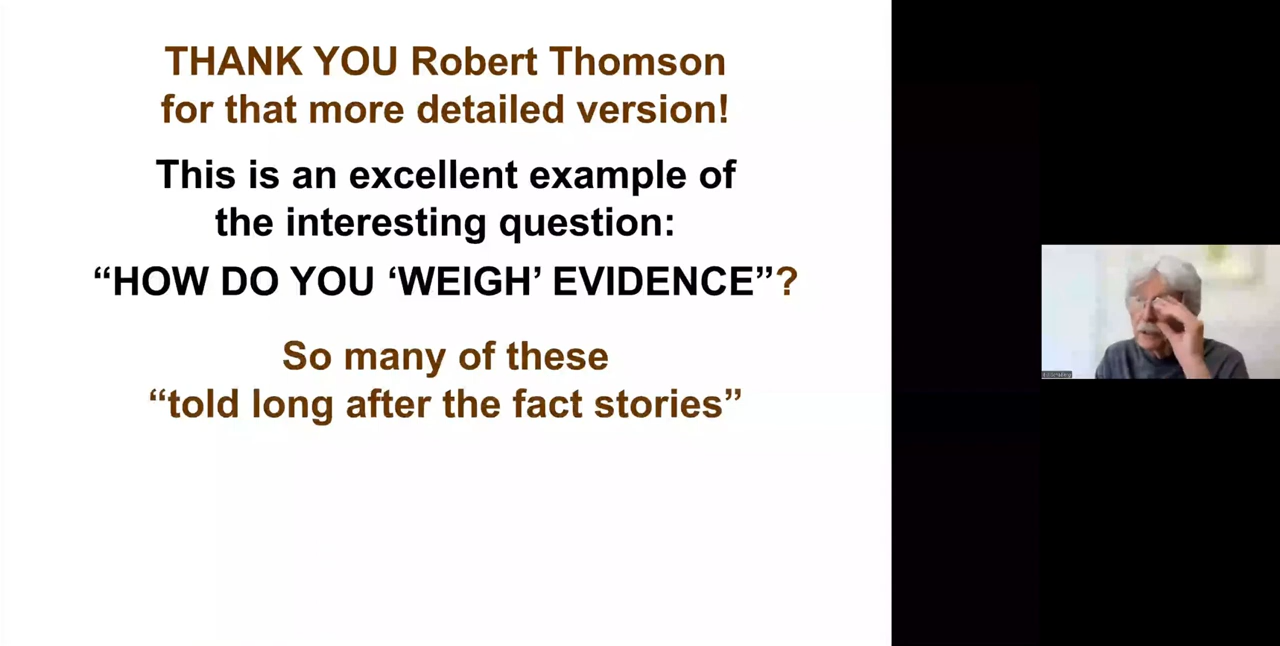 THANK YOU Robert Thomson
for that more detailed version!
This is an excellent example of
the interesting question:
“HOW DO YOU ‘WEIGH’ EVIDENCE”?
So many of these
“told long after the fact stories”